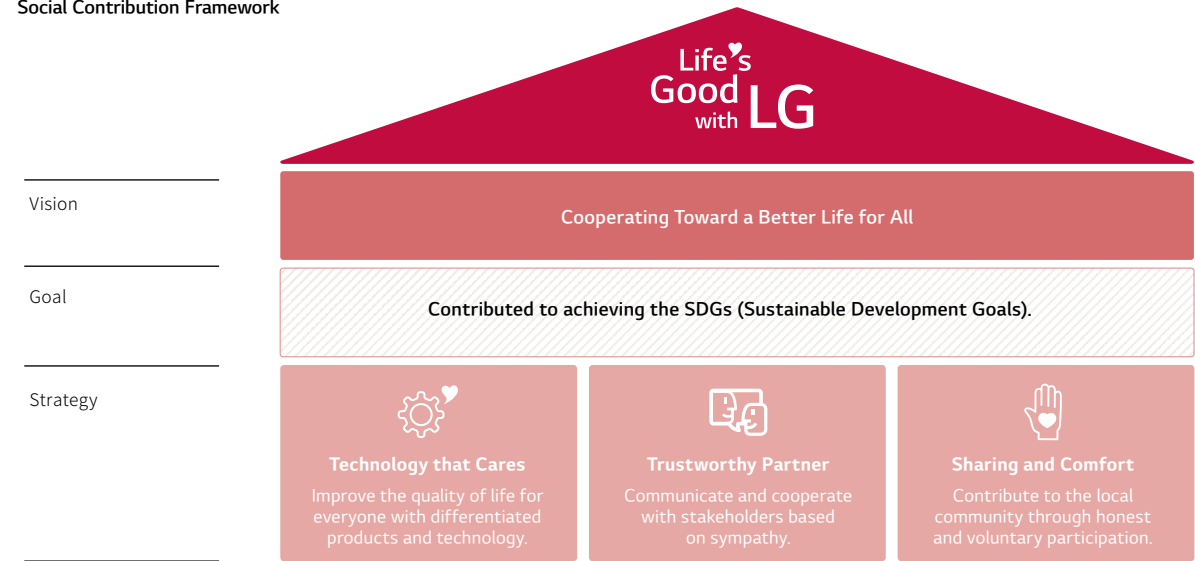 Social Contribution Framework
Life's
Good
with LG
Vision
Cooperating Toward a Better Life for All
Goal
Contributed to achieving the SDGs (Sustainable Development Goals).
Strategy
Technology that Cares
Improve the quality of life for
everyone with differentiated
products and technology.
Trustworthy Partner
Communicate and cooperate
with stakeholders based
on sympathy.
Sharing and Comfort
Contribute to the local
community through honest
and voluntary participation.